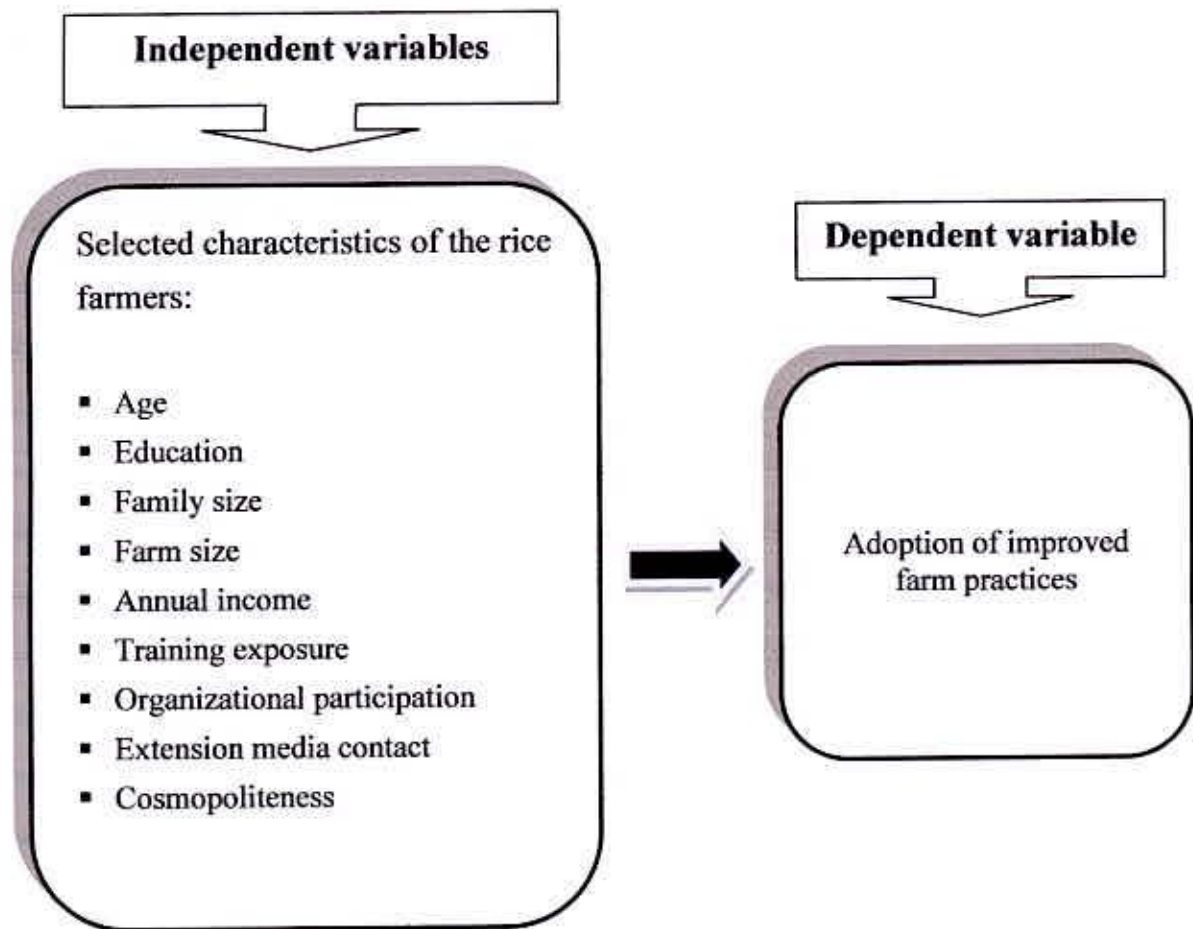 Independent variables
Selected characteristics of the rice
farmers:
▪ Age
▪ Education
▪ Family size
▪ Farm size
▪ Annual income
▪ Training exposure
▪ Organizational participation
▪ Extension media contact
▪ Cosmopoliteness
Dependent variable
Adoption of improved
farm practices